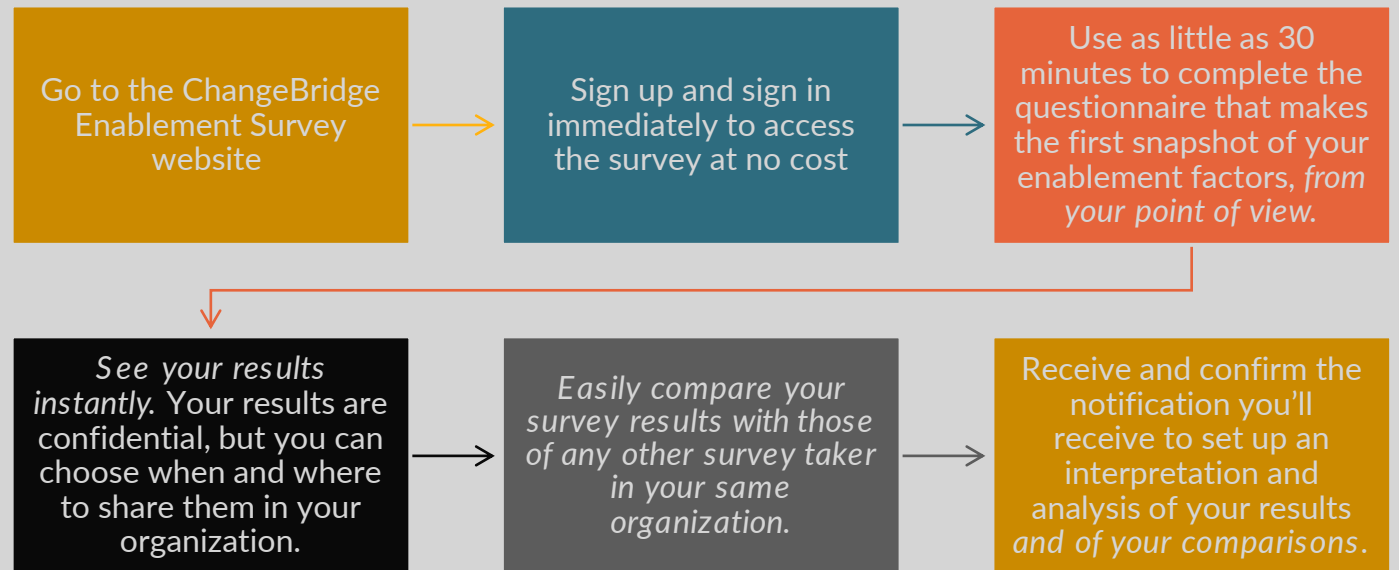 Go to the ChangeBridge
Enablement Survey
website
Sign up and sign in
immediately to access
the survey at no cost
Use as little as 30
minutes to complete the
questionnaire that makes
the first snapshot of your
enablement factors, from
your point of view.
See your results
instantly. Your results are
confidential, but you can
choose when and where
to share them in your
organization.
Easily compare your
survey results with those
of any other survey taker
in your same
organization.
Receive and confirm the
notification you’ll
receive to set up an
interpretation and
analysis of your results
and of your comparisons.